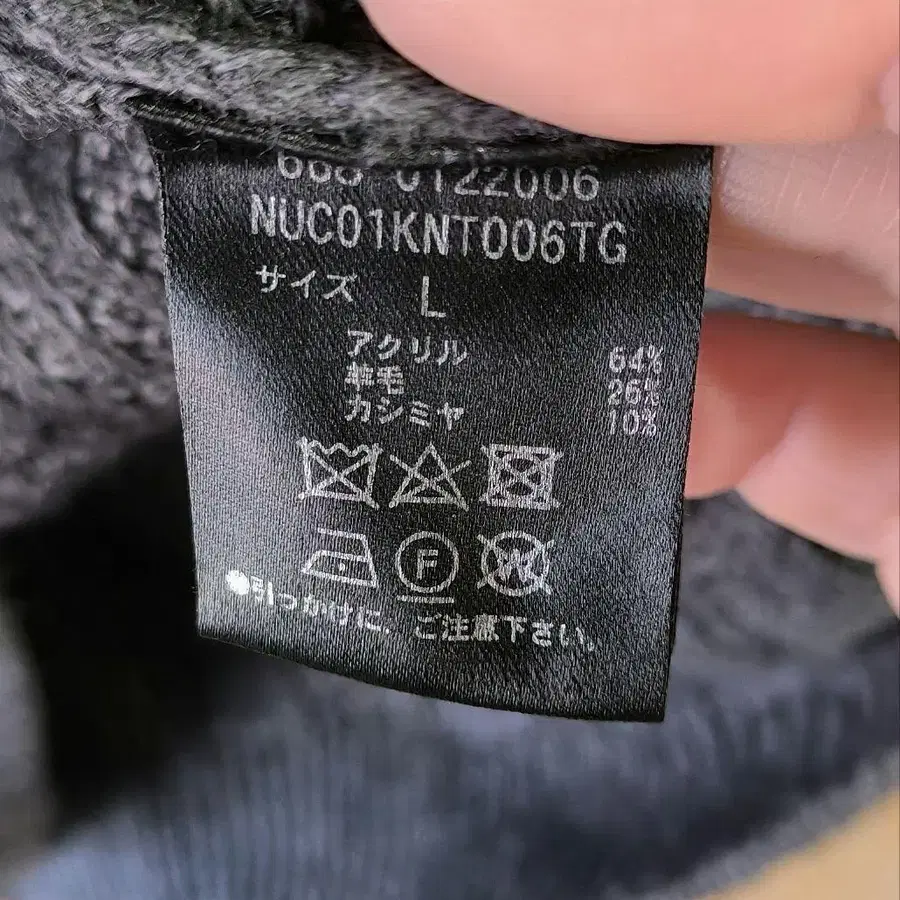 0122006
NUC01KNT006TG
サイズ L
アクリル 64%
羊毛 26%
カシミヤ 10%
F
W
●引っかけに、ご注意下さい。